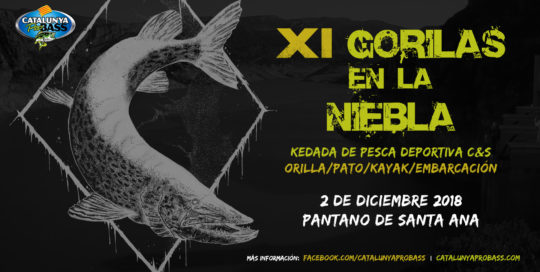 CATALUNYA
PROBASS
XI GORILAS
EN LA
NIEBLA
KEDADA DE PESCA DEPORTIVA C&S
ORILLA/PATO/KAYAK/EMBARCACIÓN
2 DE DICIEMBRE 2018
PANTANO DE SANTA ANA
MÁS INFORMACIÓN: FACEBOOK.COM/CATALUNYAPROBASS | CATALUNYAPROBASS.COM